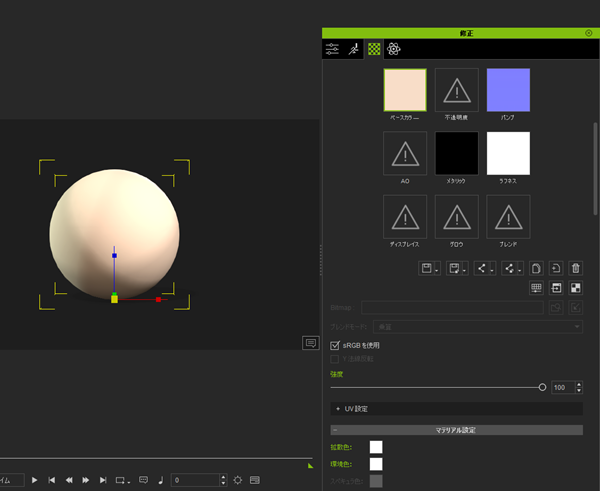 修正
ベースカラー
不透明度
バンプ
AO
メタリック
ラフネス
ディスプレイス
グロウ
ブレンド
Bitmap:
ブレンドモード:
乗算
sRGBを使用
Y 法線反転
強度
100
+ UV 設定
- マテリアル設定
拡散色:
環境色:
スペキュラ色:
イム
0